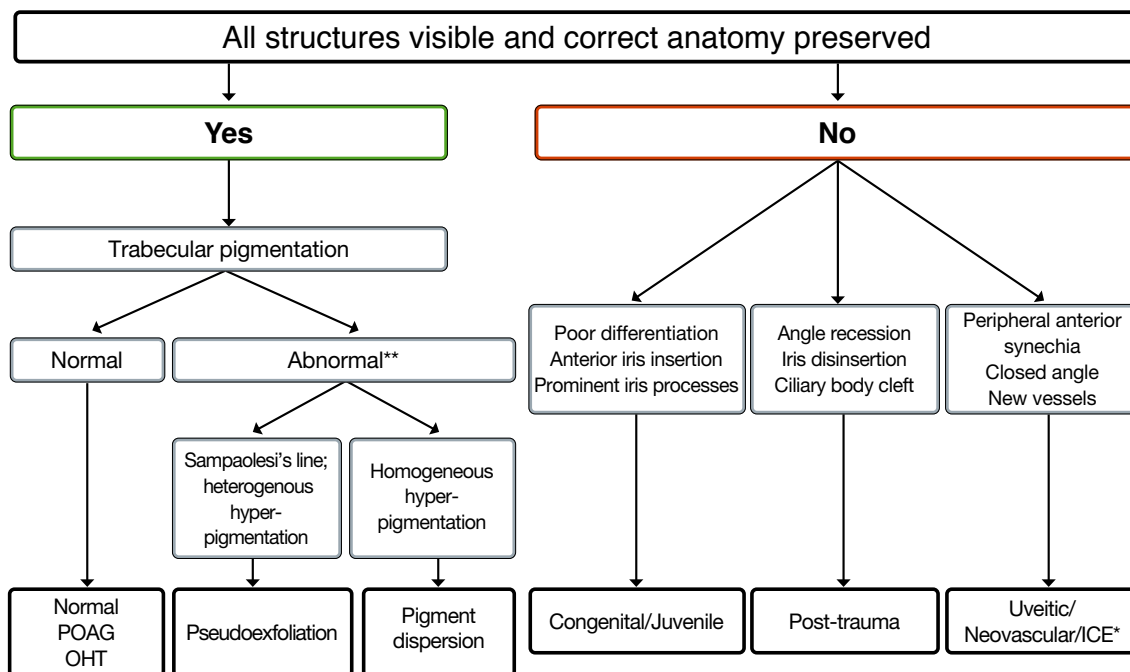 All structures visible and correct anatomy preserved
Yes
No
Trabecular pigmentation
Normal
Abnormal**
Poor differentiation
Anterior iris insertion
Prominent iris processes
Angle recession
Iris disinsertion
Ciliary body cleft
Peripheral anterior
synechia
Closed angle
New vessels
Sampaolesi's line;
heterogenous
hyper-
pigmentation
Homogeneous
hyper-
pigmentation
Normal
POAG
OHT
Pseudoexfoliation
Pigment
dispersion
Congenital/Juvenile
Post-trauma
Uveitic/
Neovascular/ICE*